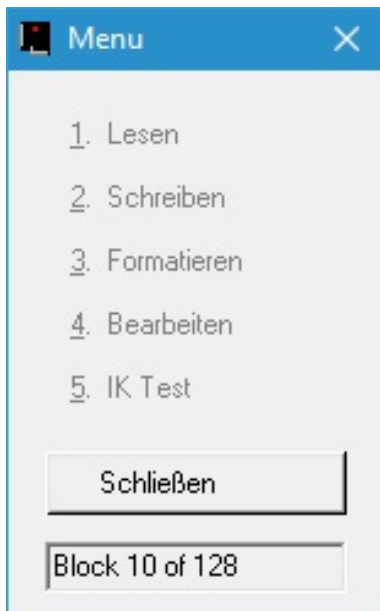 Menu
1. Lesen
2. Schreiben
3. Formatieren
4. Bearbeiten
5. IK Test
Schließen
Block 10 of 128